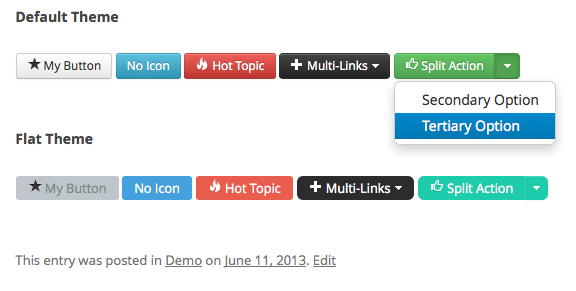 Default Theme
My Button No Icon Hot Topic Multi-Links Split Action
Secondary Option
Tertiary Option
Flat Theme
My Button No Icon Hot Topic Multi-Links Split Action
This entry was posted in Demo on June 11, 2013. Edit